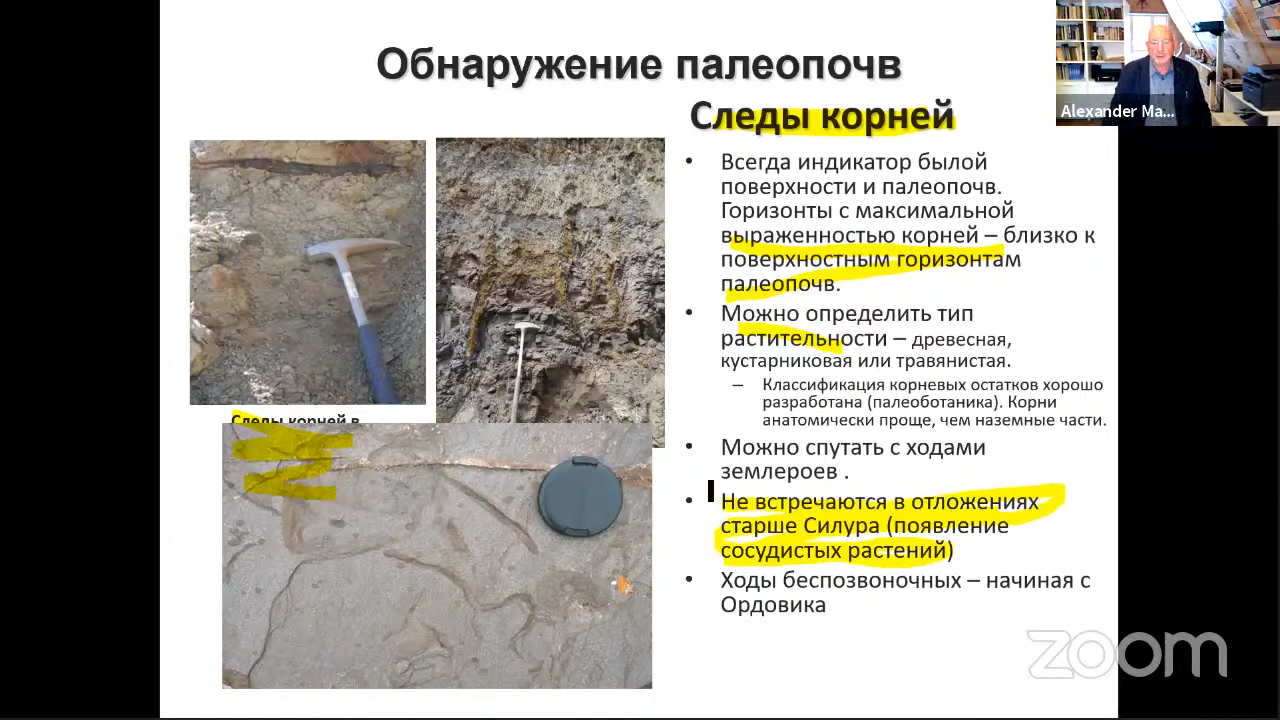 Обнаружение палеопочв
Alexander Ma...
Следы корней
• Всегда индикатор былой
поверхности и палеопочв.
Горизонты с максимальной
выраженностью корней – близко к
поверхностным горизонтам
палеопочв.
• Можно определить тип
растительности – древесная,
кустарниковая или травянистая.
– Классификация корневых остатков хорошо
разработана (палеоботаника). Корни
анатомически проще, чем наземные части.
• Можно спутать с ходами
землероев .
• Не встречаются в отложениях
старше Силура (появление
сосудистых растений)
• Ходы беспозвоночных – начиная с
Ордовика
Следы корней в
zoom